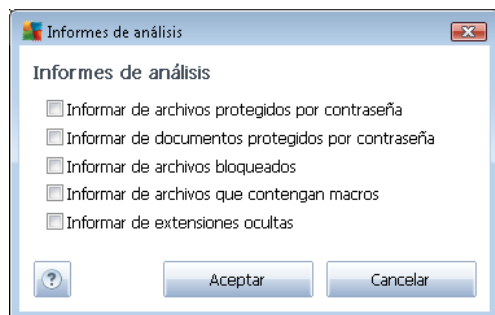 Informes de análisis
Informes de análisis
Informar de archivos protegidos por contraseña
Informar de documentos protegidos por contraseña
Informar de archivos bloqueados
Informar de archivos que contengan macros
Informar de extensiones ocultas
? Aceptar Cancelar